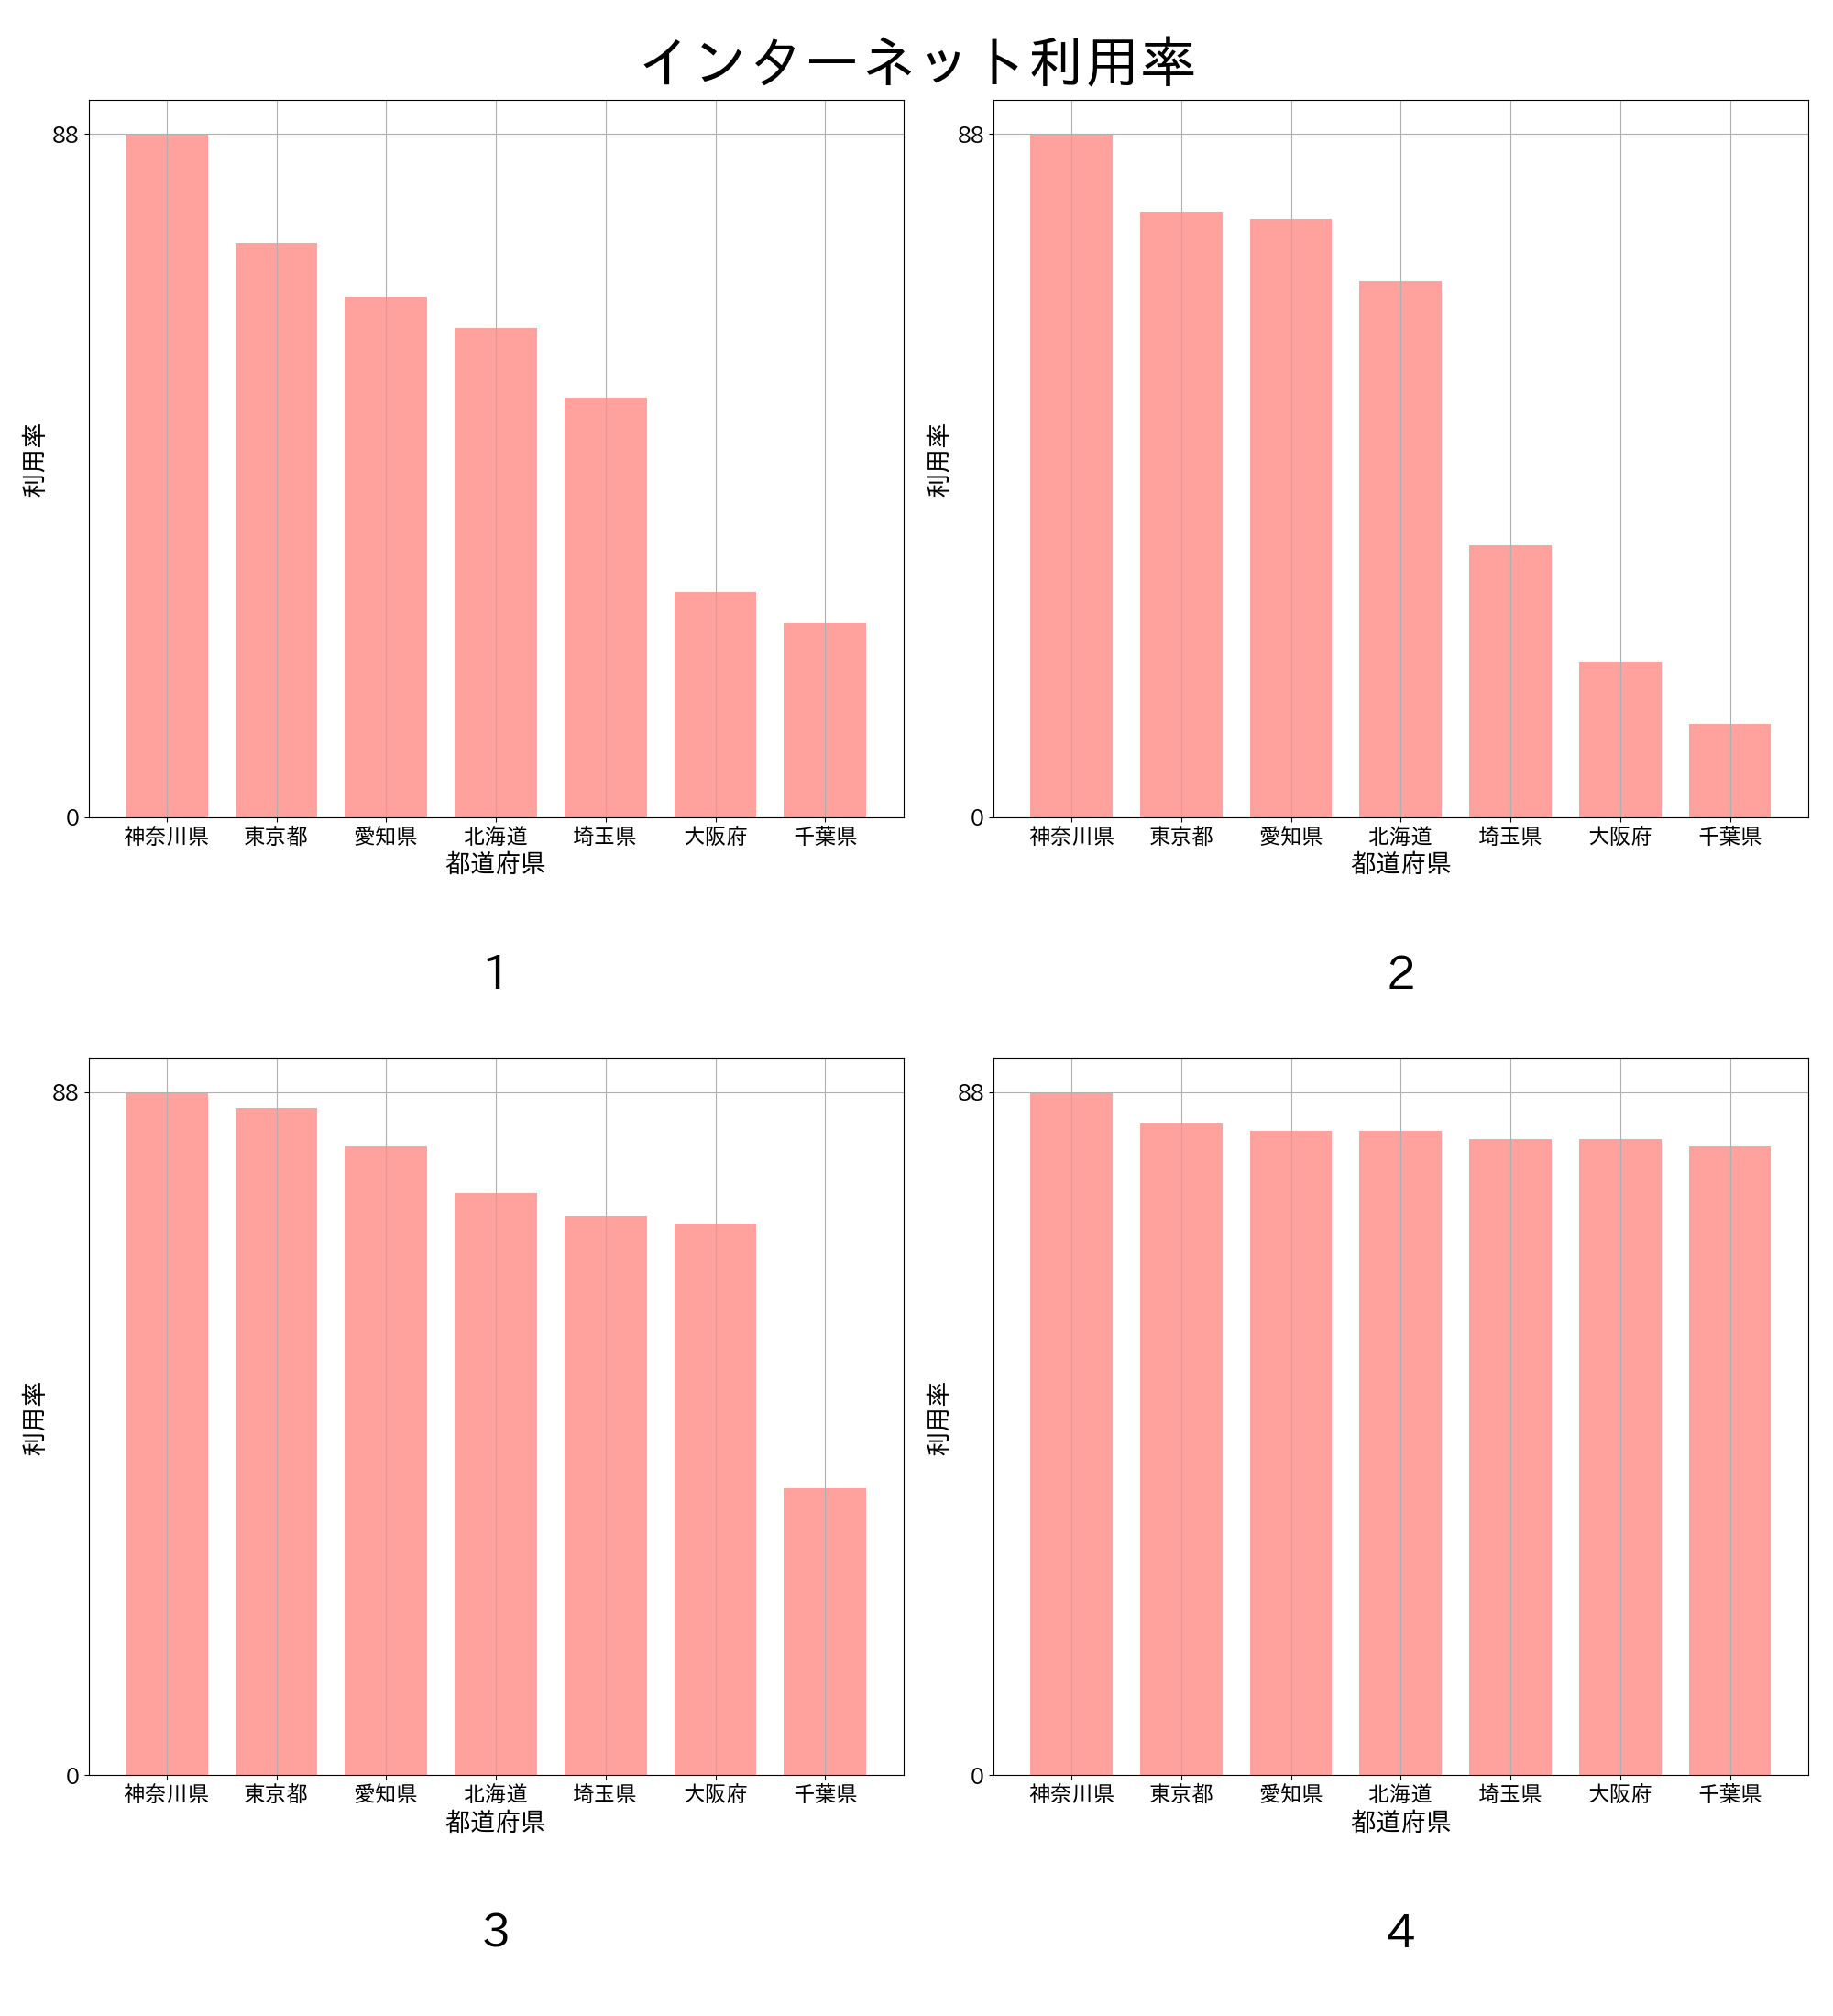 インターネット利用率
88
利用率
0
神奈川県 東京都 愛知県 北海道 埼玉県 大阪府 千葉県
都道府県
1
88
利用率
0
神奈川県 東京都 愛知県 北海道 埼玉県 大阪府 千葉県
都道府県
2
88
利用率
0
神奈川県 東京都 愛知県 北海道 埼玉県 大阪府 千葉県
都道府県
3
88
利用率
0
神奈川県 東京都 愛知県 北海道 埼玉県 大阪府 千葉県
都道府県
4